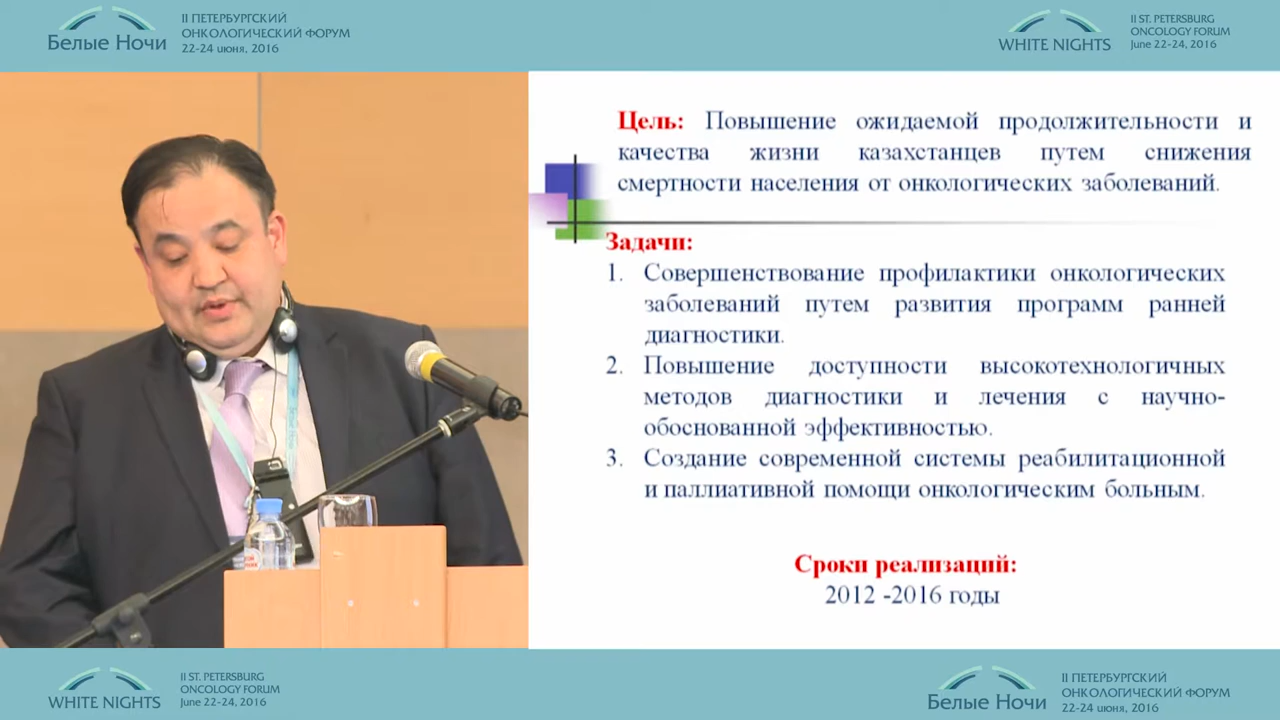 Белые Ночи
II ПЕТЕРБУРГСКИЙ
ОНКОЛОГИЧЕСКИЙ ФОРУМ
22-24 июня, 2016
WHITE NIGHTS
II ST. PETERSBURG
ONCOLOGY FORUM
June 22-24, 2016
Цель: Повышение ожидаемой продолжительности и
качества жизни казахстанцев путем снижения
смертности населения от онкологических заболеваний.
Задачи:
1. Совершенствование профилактики онкологических
заболеваний путем развития программ ранней
диагностики.
2. Повышение доступности высокотехнологичных
методов диагностики и лечения с научно-
обоснованной эффективностью.
3. Создание современной системы реабилитационной
и паллиативной помощи онкологическим больным.
Сроки реализаций:
2012 -2016 годы
WHITE NIGHTS
II ST. PETERSBURG
ONCOLOGY FORUM
June 22-24, 2016
Белые Ночи
II ПЕТЕРБУРГСКИЙ
ОНКОЛОГИЧЕСКИЙ ФОРУМ
22-24 июня, 2016